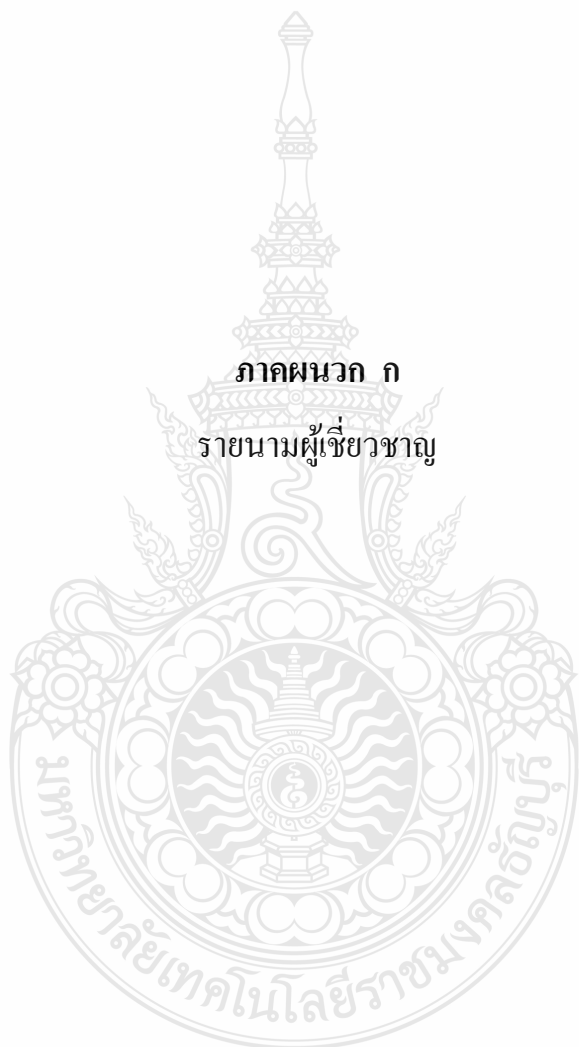 ภาคผนวก ก
รายนามผู้เชี่ยวชาญ
มหาวิทยาลัยเทคโนโลยีราชมงคลธัญบุรี